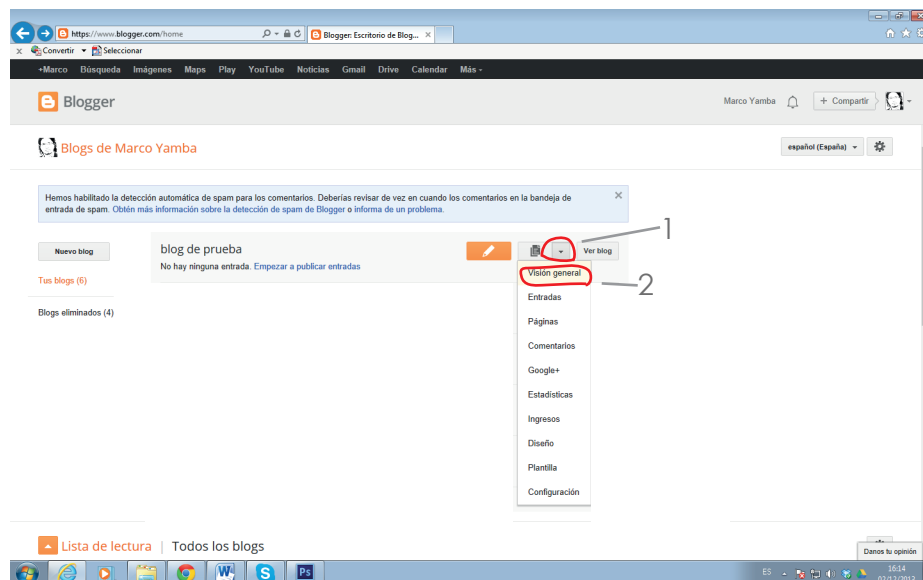 https://www.blogger.com/home
Blogger: Escritorio de Blog...
x Convertir Seleccionar
+Marco Búsqueda Imágenes Maps Play YouTube Noticias Gmail Drive Calendar Más
Blogger
Marco Yamba + Compartir
Blogs de Marco Yamba
español (España)
Hemos habilitado la detección automática de spam para los comentarios. Deberías revisar de vez en cuando los comentarios en la bandeja de
entrada de spam. Obtén más información sobre la detección de spam de Blogger o informa de un problema.
Nuevo blog
blog de prueba
Ver blog
1
No hay ninguna entrada. Empezar a publicar entradas
Tus blogs (6)
Blogs eliminados (4)
Visión general
2
Entradas
Páginas
Comentarios
Google+
Estadísticas
Ingresos
Diseño
Plantilla
Configuración
Lista de lectura | Todos los blogs
Danos tu opinión
W
S
Ps
ES
16:14
02/12/2013